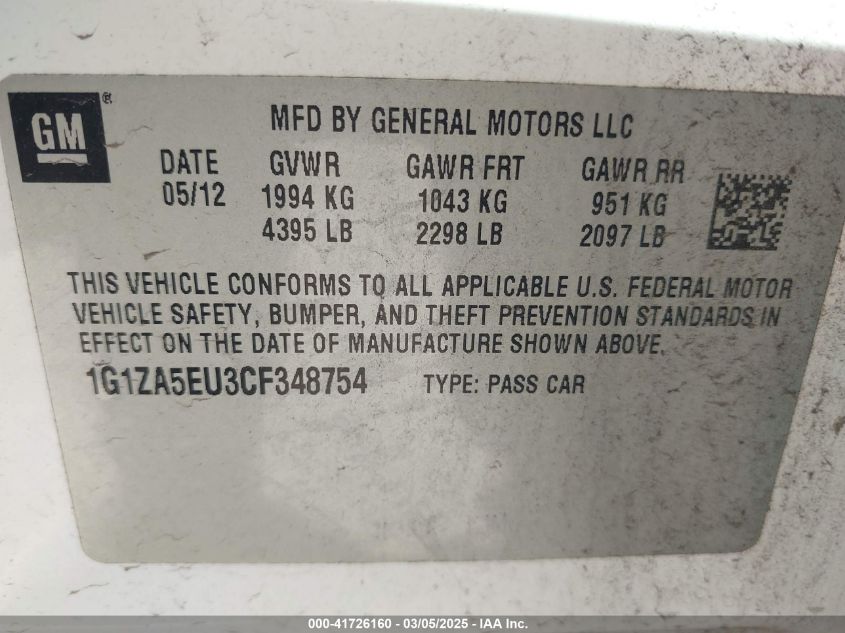 GM ®
MFD BY GENERAL MOTORS LLC
DATE GVWR GAWR FRT GAWR RR
05/12 1994 KG 1043 KG 951 KG
4395 LB 2298 LB 2097 LB
THIS VEHICLE CONFORMS TO ALL APPLICABLE U.S. FEDERAL MOTOR
VEHICLE SAFETY, BUMPER, AND THEFT PREVENTION STANDARDS IN
EFFECT ON THE DATE OF MANUFACTURE SHOWN ABOVE.
1G1ZA5EU3CF348754 TYPE: PASS CAR
000-41726160 - 03/05/2025 - IAA Inc.